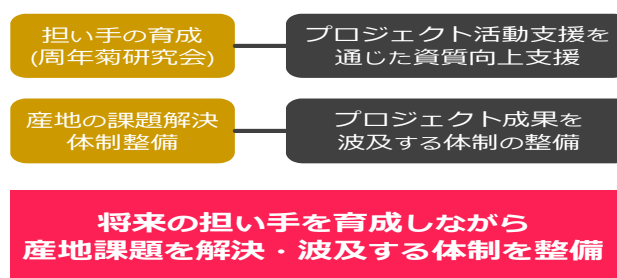 担い手の育成
(周年菊研究会)
プロジェクト活動支援を
通じた資質向上支援
産地の課題解決
体制整備
プロジェクト成果を
波及する体制の整備
将来の担い手を育成しながら
産地課題を解決・波及する体制を整備